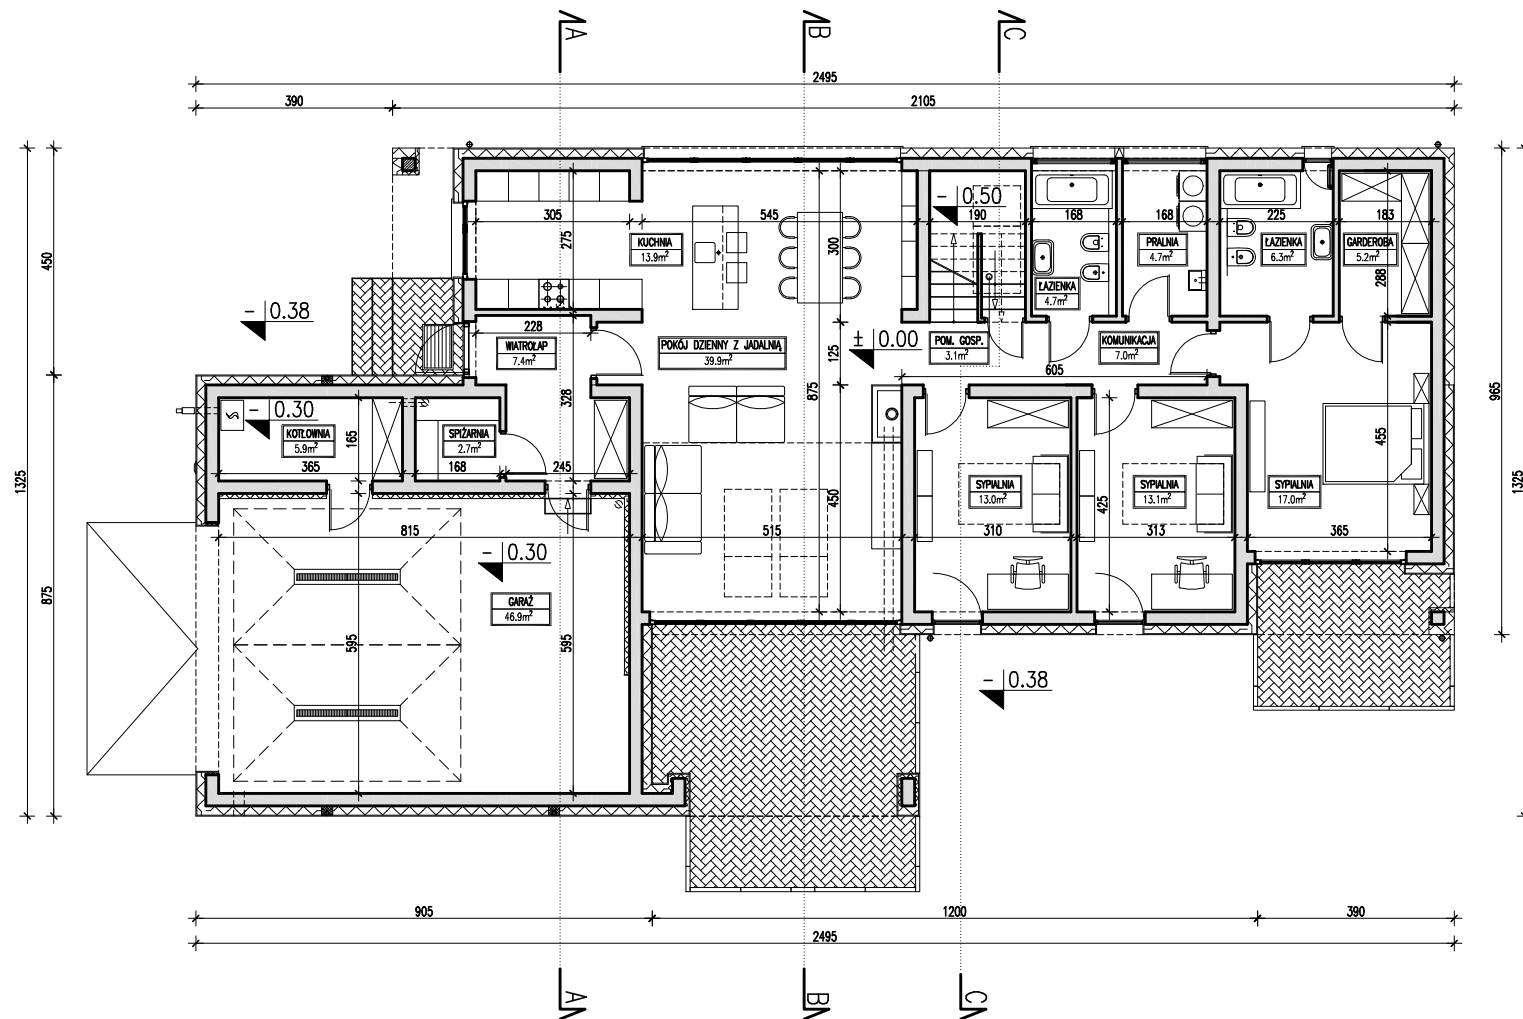 A
B
C
2495
390
2105
- 0.50
305
545
190
168
168
225
183
KUCHNIA
13.9m²
275
300
PRALNIA
4.7m²
ŁAZIENKA
6.3m²
GARDEROBA
5.2m²
288
450
965
1325
- 0.38
ŁAZIENKA
4.7m²
228
WIATROŁAP
7.4m²
POKÓJ DZIENNY Z JADALNIĄ
39.9m²
125
± 0.00
POM. GOSP.
3.1m²
KOMUNIKACJA
7.0m²
605
328
875
- 0.30
KOTŁOWNIA
5.9m²
165
SPIŻARNIA
2.7m²
365
168
245
455
450
425
SYPIALNIA
13.0m²
SYPIALNIA
13.1m²
SYPIALNIA
17.0m²
1325
815
515
310
313
365
- 0.30
GARAŻ
46.9m²
875
595
595
- 0.38
905
1200
390
2495
A
B
C